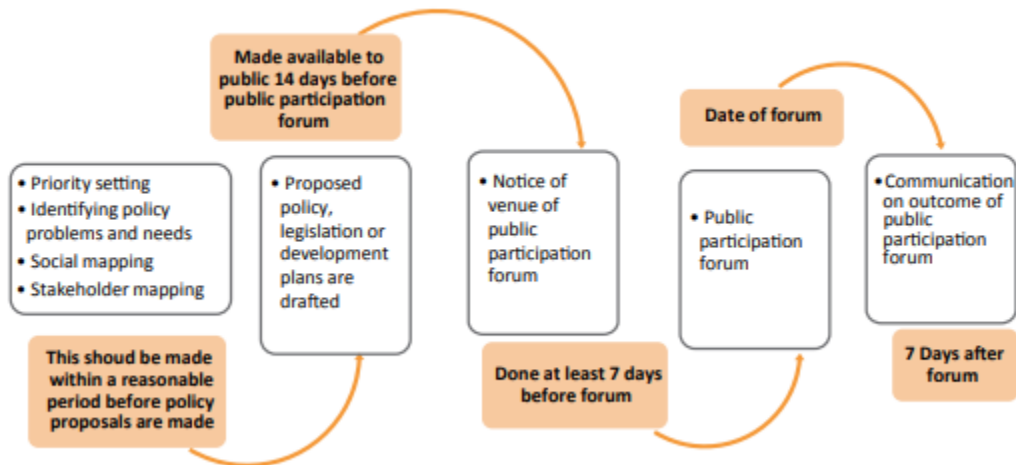 Made available to
public 14 days before
public participation
forum
Date of forum
• Priority setting
• Identifying policy
problems and needs
• Social mapping
• Stakeholder mapping
• Proposed
policy,
legislation or
development
plans are
drafted
• Notice of
venue of
public
participation
forum
• Public
participation
forum
• Communication
on outcome of
public
participation
forum
This shoud be made
within a reasonable
period before policy
proposals are made
Done at least 7 days
before forum
7 Days after
forum